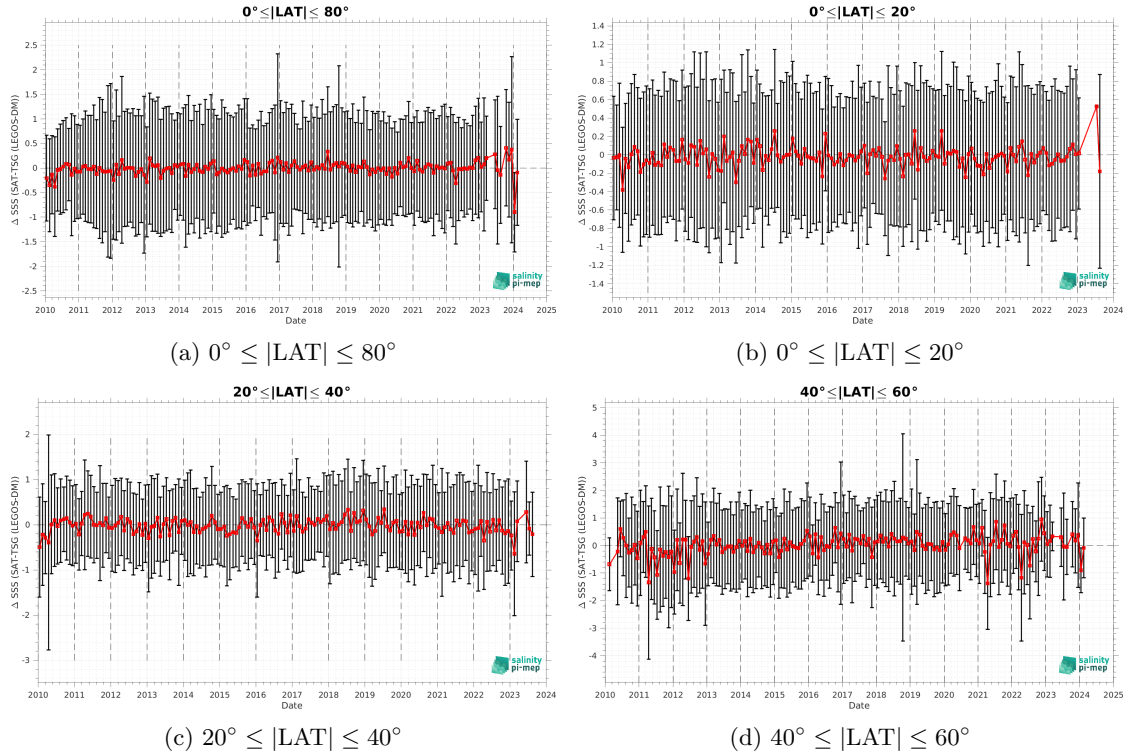 0°≤|LAT|≤ 80°
Δ SSS (SAT-TSG (LEGOS-DM))
2.5
2
1.5
1
0.5
0
-0.5
-1
-1.5
-2
-2.5
2010 2011 2012 2013 2014 2015 2016 2017 2018 2019 2020 2021 2022 2023 2024 2025
Date
salinity
pi-mep
(a) 0° ≤ |LAT| ≤ 80°
0°≤|LAT|≤ 20°
Δ SSS (SAT-TSG (LEGOS-DM))
1.4
1.2
1
0.8
0.6
0.4
0.2
0
-0.2
-0.4
-0.6
-0.8
-1
-1.2
-1.4
2010 2011 2012 2013 2014 2015 2016 2017 2018 2019 2020 2021 2022 2023 2024
Date
salinity
pi-mep
(b) 0° ≤ |LAT| ≤ 20°
20°≤|LAT|≤ 40°
Δ SSS (SAT-TSG (LEGOS-DM))
2
1
0
-1
-2
-3
2010 2011 2012 2013 2014 2015 2016 2017 2018 2019 2020 2021 2022 2023 2024
Date
salinity
pi-mep
(c) 20° ≤ |LAT| ≤ 40°
40°≤|LAT|≤ 60°
Δ SSS (SAT-TSG (LEGOS-DM))
5
4
3
2
1
0
-1
-2
-3
-4
2010 2011 2012 2013 2014 2015 2016 2017 2018 2019 2020 2021 2022 2023 2024 2025
Date
salinity
pi-mep
(d) 40° ≤ |LAT| ≤ 60°